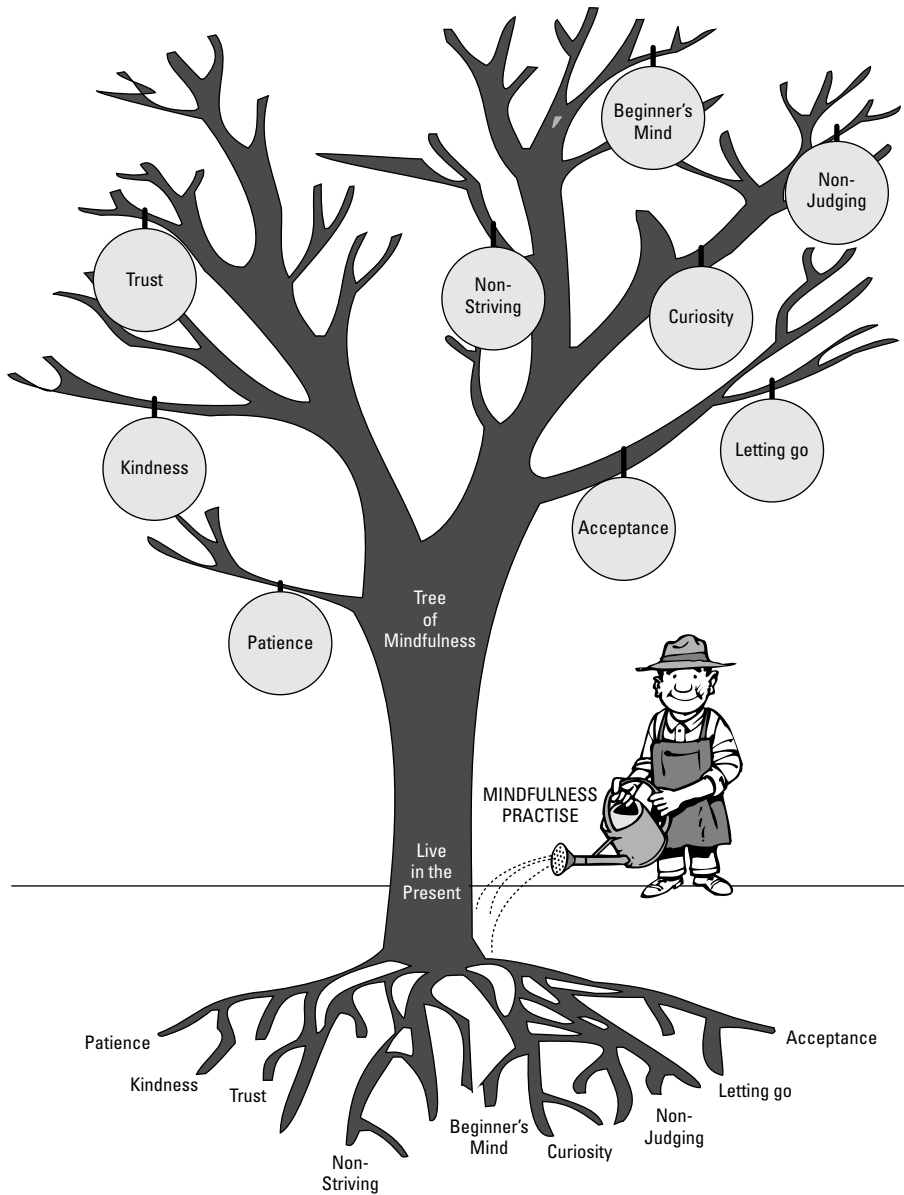 Beginner's
Mind
Non-
Judging
Trust
Non-
Striving
Curiosity
Kindness
Letting go
Acceptance
Patience
Tree
of
Mindfulness
MINDFULNESS
PRACTISE
Live
in the
Present
Patience
Kindness
Trust
Non-
Striving
Beginner's
Mind
Curiosity
Non-
Judging
Letting go
Acceptance